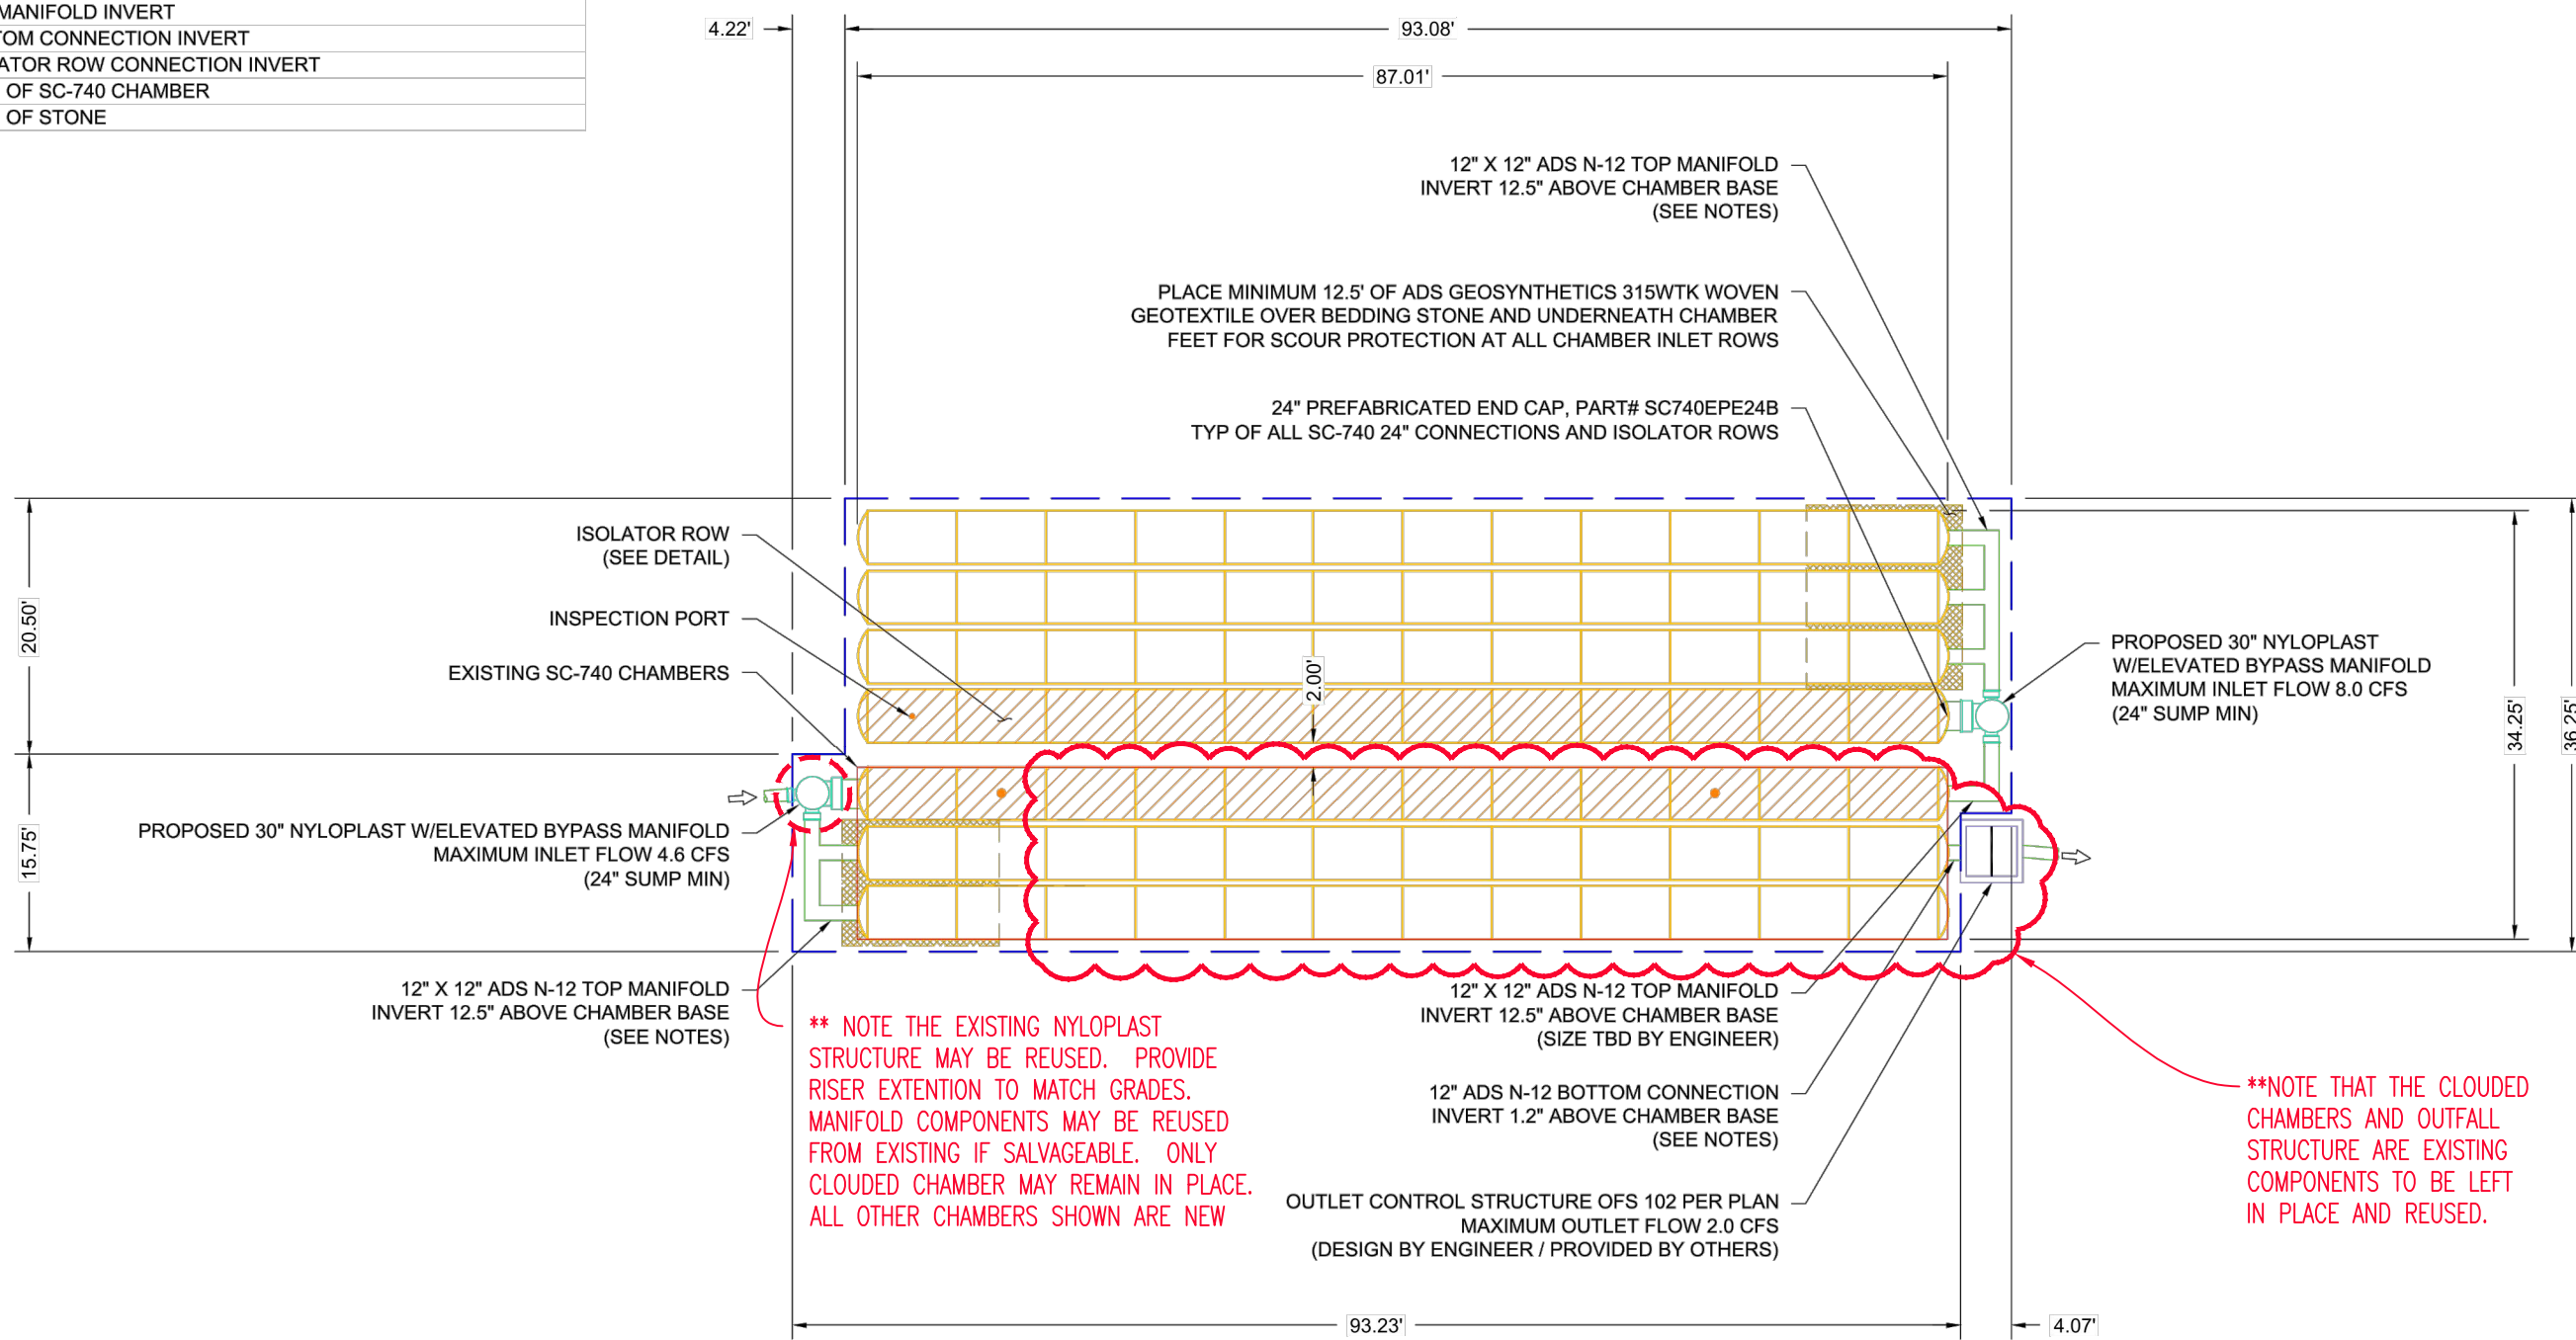 MANIFOLD INVERT
TOM CONNECTION INVERT
ATOR ROW CONNECTION INVERT
OF SC-740 CHAMBER
OF STONE
4.22'
93.08'
87.01'
12" X 12" ADS N-12 TOP MANIFOLD
INVERT 12.5" ABOVE CHAMBER BASE
(SEE NOTES)
PLACE MINIMUM 12.5' OF ADS GEOSYNTHETICS 315WTK WOVEN
GEOTEXTILE OVER BEDDING STONE AND UNDERNEATH CHAMBER
FEET FOR SCOUR PROTECTION AT ALL CHAMBER INLET ROWS
24" PREFABRICATED END CAP, PART# SC740EPE24B
TYP OF ALL SC-740 24" CONNECTIONS AND ISOLATOR ROWS
ISOLATOR ROW
(SEE DETAIL)
INSPECTION PORT
EXISTING SC-740 CHAMBERS
20.50'
15.75'
2.00'
PROPOSED 30" NYLOPLAST
W/ELEVATED BYPASS MANIFOLD
MAXIMUM INLET FLOW 8.0 CFS
(24" SUMP MIN)
34.25'
36.25'
PROPOSED 30" NYLOPLAST W/ELEVATED BYPASS MANIFOLD
MAXIMUM INLET FLOW 4.6 CFS
(24" SUMP MIN)
12" X 12" ADS N-12 TOP MANIFOLD
INVERT 12.5" ABOVE CHAMBER BASE
(SEE NOTES)
** NOTE THE EXISTING NYLOPLAST
STRUCTURE MAY BE REUSED. PROVIDE
RISER EXTENTION TO MATCH GRADES.
MANIFOLD COMPONENTS MAY BE REUSED
FROM EXISTING IF SALVAGEABLE. ONLY
CLOUDED CHAMBER MAY REMAIN IN PLACE.
ALL OTHER CHAMBERS SHOWN ARE NEW
12" X 12" ADS N-12 TOP MANIFOLD
INVERT 12.5" ABOVE CHAMBER BASE
(SIZE TBD BY ENGINEER)
12" ADS N-12 BOTTOM CONNECTION
INVERT 1.2" ABOVE CHAMBER BASE
(SEE NOTES)
OUTLET CONTROL STRUCTURE OFS 102 PER PLAN
MAXIMUM OUTLET FLOW 2.0 CFS
(DESIGN BY ENGINEER / PROVIDED BY OTHERS)
**NOTE THAT THE CLOUDED
CHAMBERS AND OUTFALL
STRUCTURE ARE EXISTING
COMPONENTS TO BE LEFT
IN PLACE AND REUSED.
93.23'
4.07'